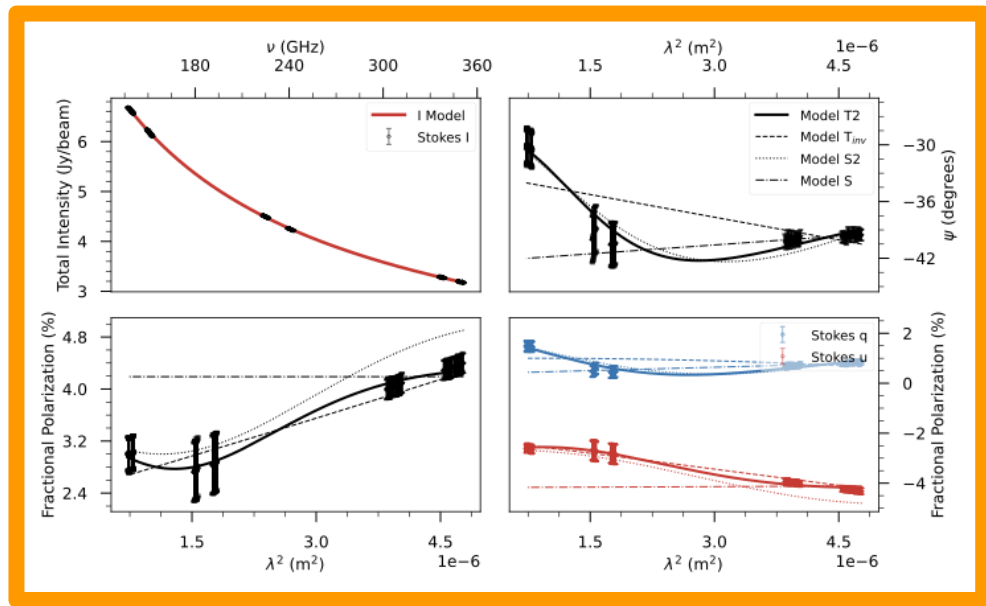 ν (GHz)
180 240 300 360
Total Intensity (Jy/beam)
6
5
4
3
I Model
Stokes I
λ² (m²)
1e−6
1.5 3.0 4.5
Model T2
Model T_inv
Model S2
Model S
−30
−34
−38
−42
ψ (degrees)
Fractional Polarization (%)
4.8
4.0
3.2
2.4
1.5 3.0 4.5
λ² (m²)
1e−6
Stokes q
Stokes u
2
0
−2
−4
Fractional Polarization (%)
1.5 3.0 4.5
λ² (m²)
1e−6